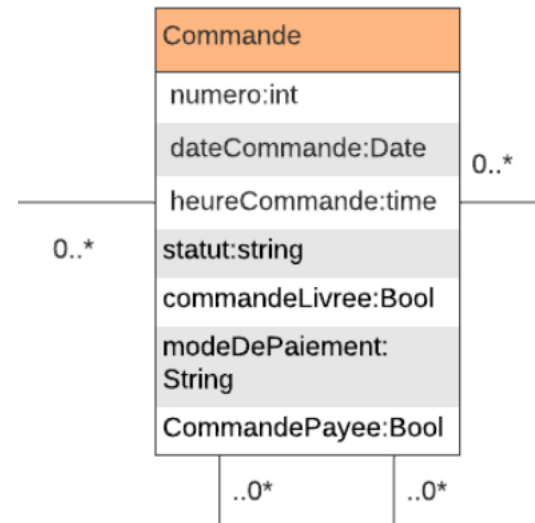 Commande
numero:int
dateCommande:Date
0..*
heureCommande:time
0..*
statut:string
commandeLivree:Bool
modeDePaiement:
String
CommandePayee:Bool
..0*
..0*